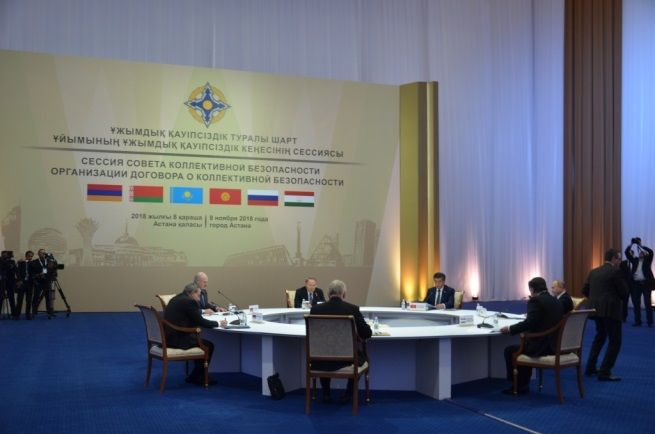 ҰЖЫМДЫҚ ҚАУІПСІЗДІК ТУРАЛЫ ШАРТ
ҰЙЫМЫНЫҢ ҰЖЫМДЫҚ ҚАУІПСІЗДІК КЕҢЕСІНІҢ СЕССИЯСЫ
СЕССИЯ СОВЕТА КОЛЛЕКТИВНОЙ БЕЗОПАСНОСТИ
ОРГАНИЗАЦИИ ДОГОВОРА О КОЛЛЕКТИВНОЙ БЕЗОПАСНОСТИ
2018 жылғы 8 қараша
Астана қаласы
8 ноября 2018 года
город Астана